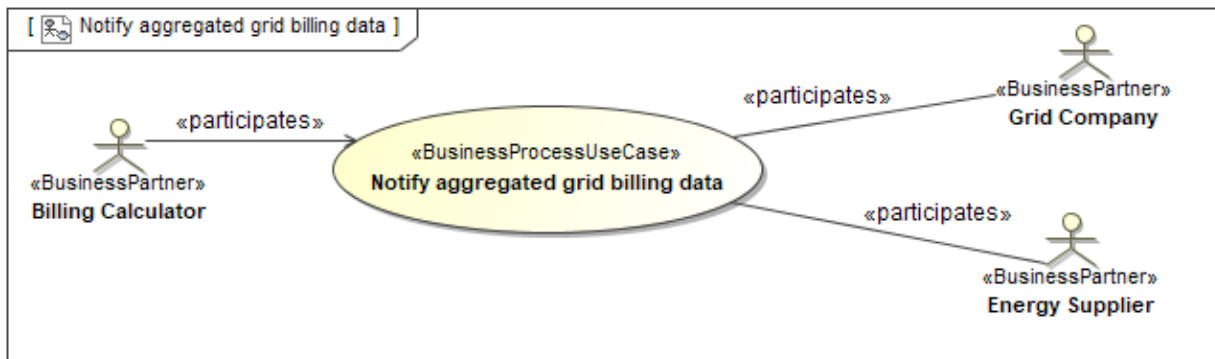 [ Notify aggregated grid billing data ]
«participates»
«BusinessPartner»
Billing Calculator
«BusinessProcessUseCase»
Notify aggregated grid billing data
«participates»
«BusinessPartner»
Grid Company
«participates»
«BusinessPartner»
Energy Supplier